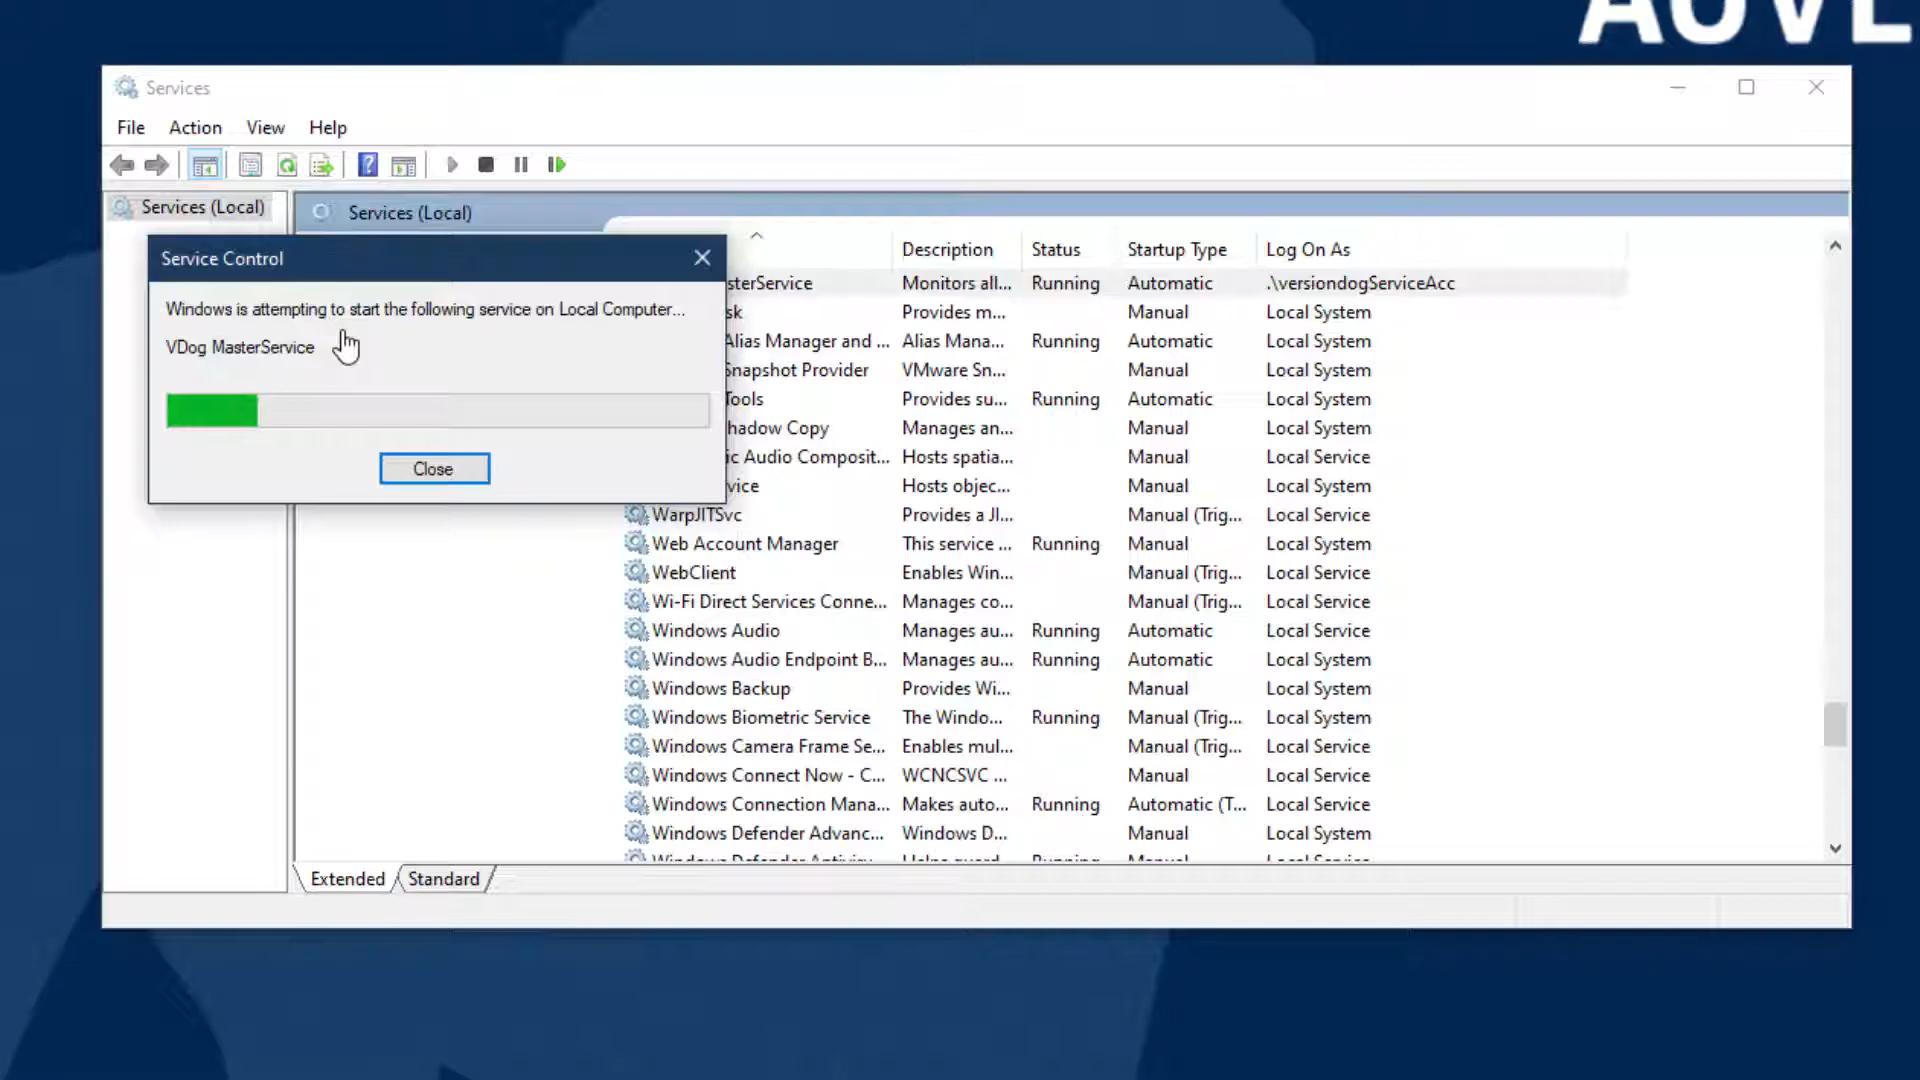 Services
File Action View Help
Services (Local)
Services (Local)
Service Control
Windows is attempting to start the following service on Local Computer...
VDog MasterService
Close
Description Status Startup Type Log On As
sterService Monitors all... Running Automatic .\versiondogServiceAcc
sk Provides m... Manual Local System
Alias Manager and ... Alias Mana... Running Automatic Local System
Snapshot Provider VMware Sn... Manual Local System
Tools Provides su... Running Automatic Local System
hadow Copy Manages an... Manual Local System
ic Audio Composit... Hosts spatia... Manual Local Service
vice Hosts objec... Manual Local System
WarpJITSvc Provides a JI... Manual (Trig... Local Service
Web Account Manager This service ... Running Manual Local System
WebClient Enables Win... Manual (Trig... Local Service
Wi-Fi Direct Services Conne... Manages co... Manual (Trig... Local Service
Windows Audio Manages au... Running Automatic Local Service
Windows Audio Endpoint B... Manages au... Running Automatic Local System
Windows Backup Provides Wi... Manual Local System
Windows Biometric Service The Windo... Running Manual (Trig... Local System
Windows Camera Frame Se... Enables mul... Manual (Trig... Local Service
Windows Connect Now - C... WCNCSVC ... Manual Local Service
Windows Connection Mana... Makes auto... Running Automatic (T... Local Service
Windows Defender Advanc... Windows D... Manual Local System
Extended Standard